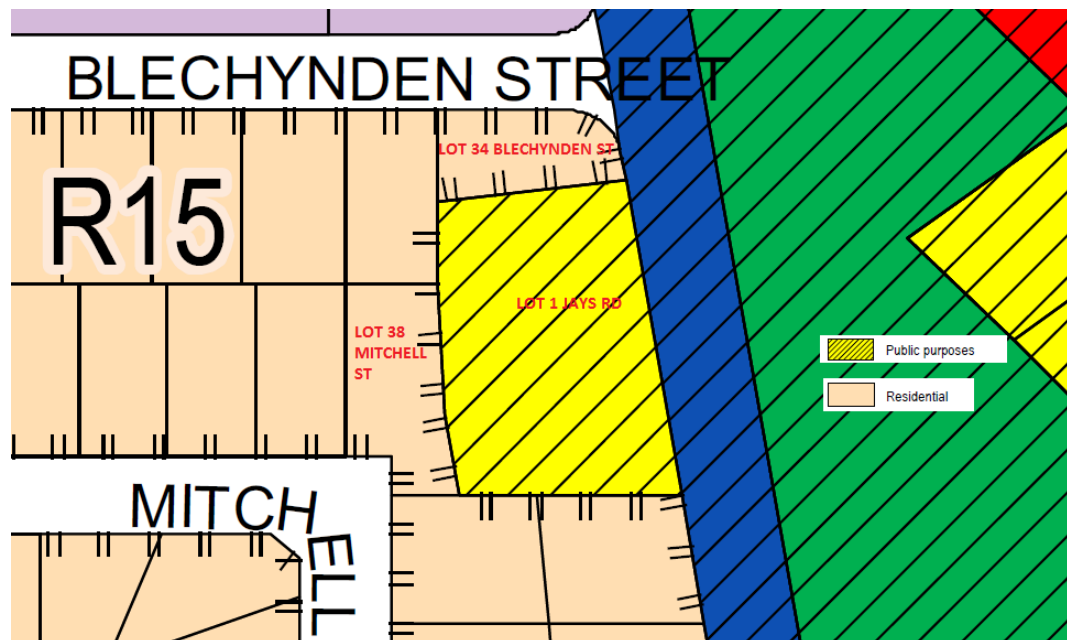 BLECHYNDEN STREET
LOT 34 BLECHYNDEN ST
R15
LOT 1 JAYS RD
LOT 38
MITCHELL
ST
Public purposes
Residential
MITCHELL